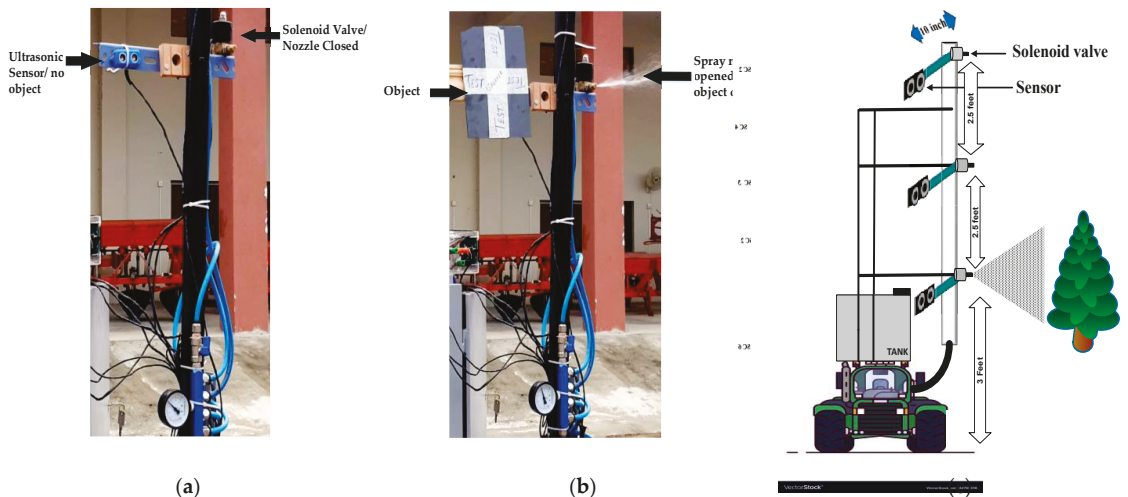 Ultrasonic
Sensor/ no
object
Solenoid Valve/
Nozzle Closed
(a)
Object
TEST
TEST
TEST
TEST
Spray n
opened
object
(b)
10 inch
Solenoid valve
Sensor
2.5 feet
2.5 feet
3 Feet
TANK
VectorStock